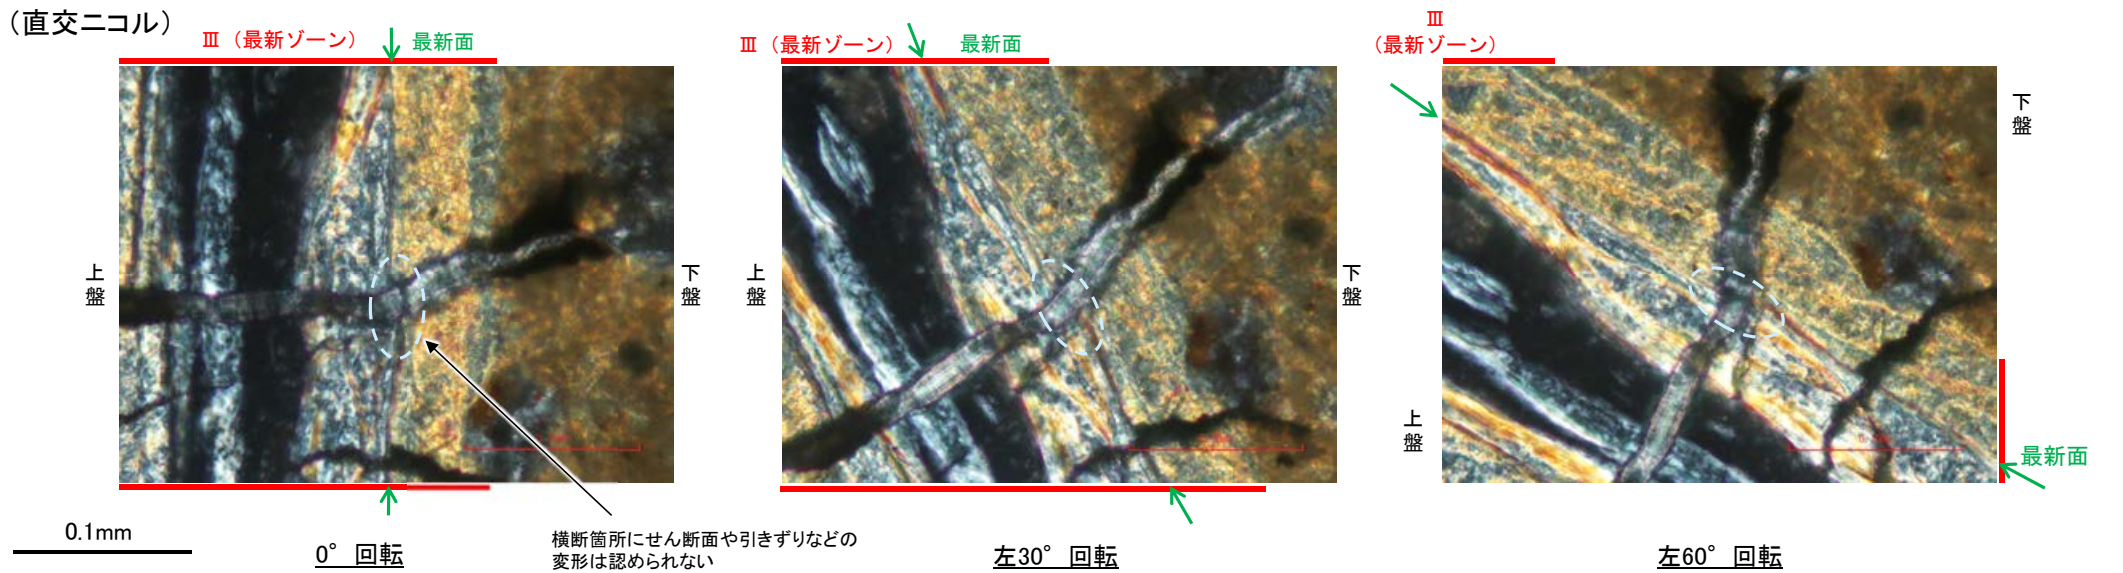 （直交ニコル）
Ⅲ（最新ゾーン）
最新面
上盤
下盤
0.1mm
0°回転
横断箇所にせん断面や引きずりなどの
変形は認められない
Ⅲ（最新ゾーン）
最新面
上盤
下盤
左30°回転
Ⅲ
（最新ゾーン）
下盤
上盤
最新面
左60°回転